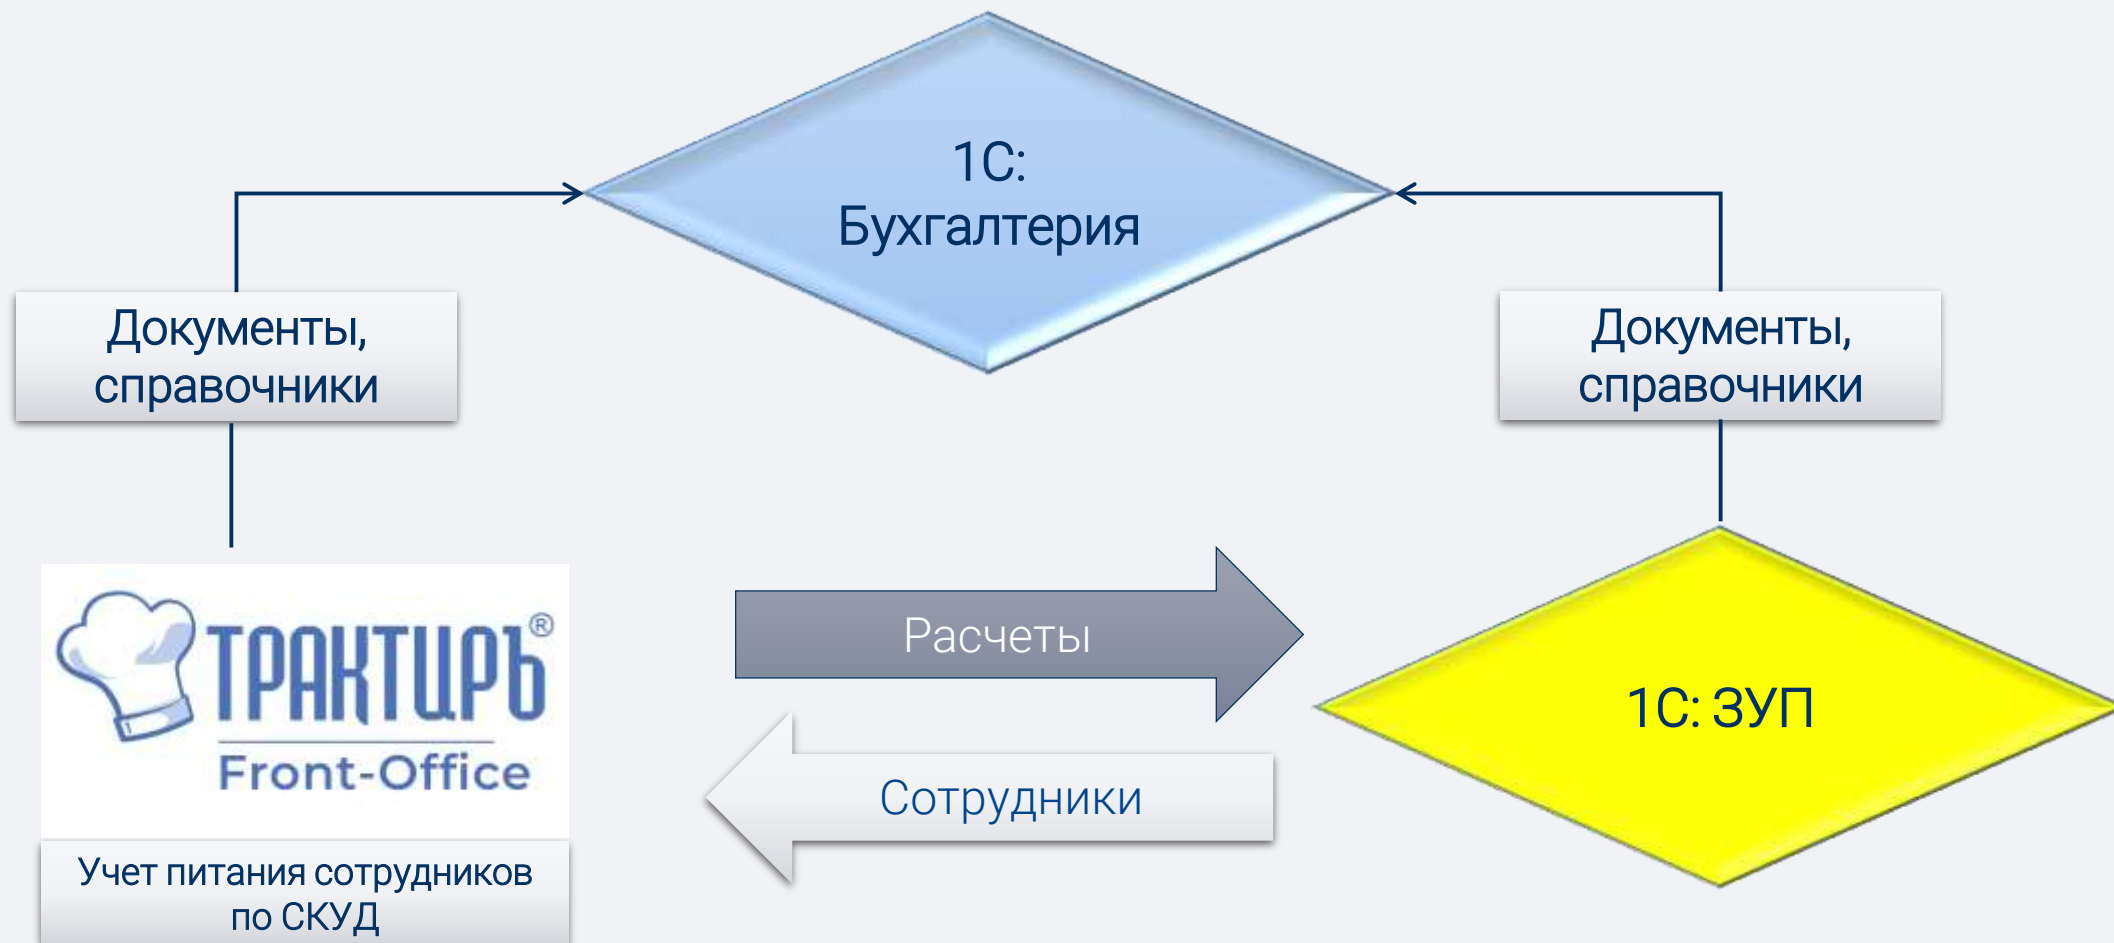 1С:
Бухгалтерия
Документы,
справочники
Документы,
справочники
ТРАКТИРЪ®
Front-Office
Учет питания сотрудников
по СКУД
Расчеты
Сотрудники
1С: ЗУП